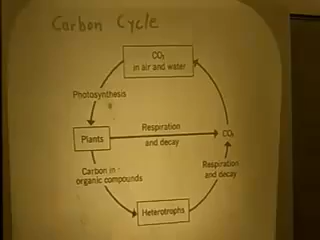 Carbon Cycle
CO₂
in air and water
Photosynthesis
Respiration
and decay
Plants
CO₂
Carbon in
organic compounds
Respiration
and decay
Heterotrophs